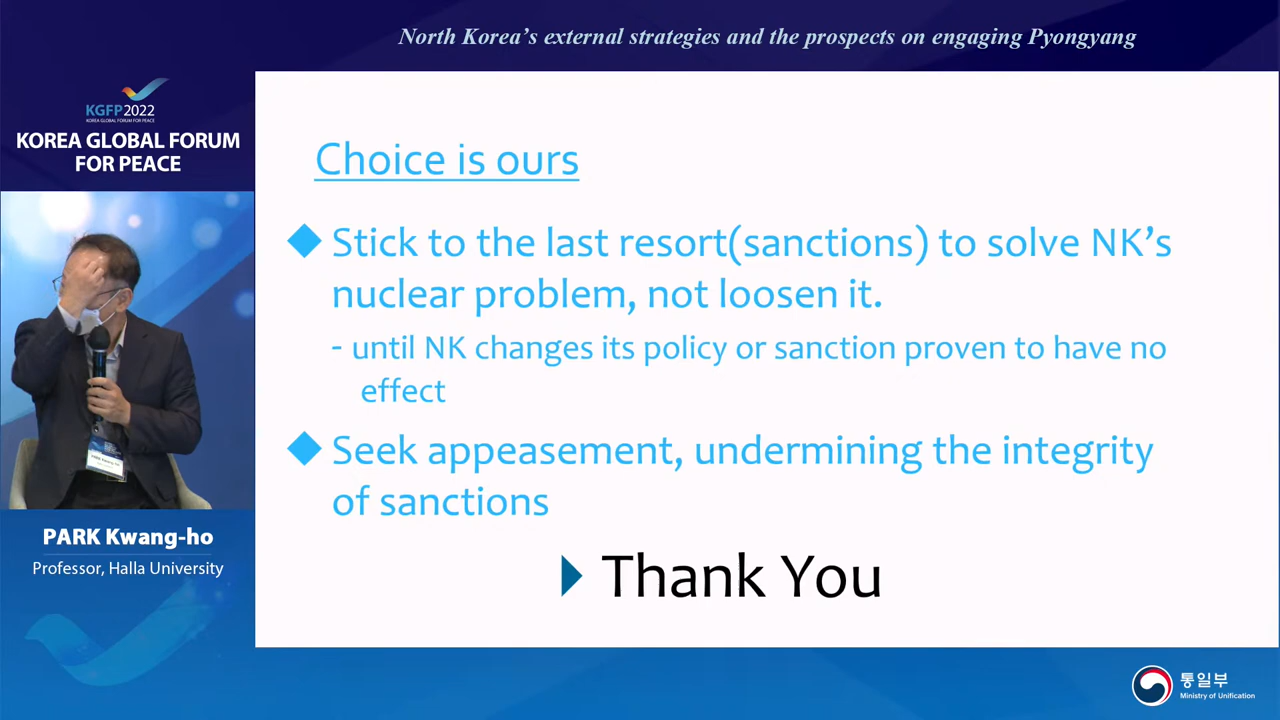 North Korea's external strategies and the prospects on engaging Pyongyang
KGFP2022
KOREA GLOBAL FORUM FOR PEACE
KOREA GLOBAL FORUM
FOR PEACE
Choice is ours
Stick to the last resort(sanctions) to solve NK's
nuclear problem, not loosen it.
- until NK changes its policy or sanction proven to have no
effect
Seek appeasement, undermining the integrity
of sanctions
Thank You
PARK Kwang-ho
Professor, Halla University
통일부
Ministry of Unification